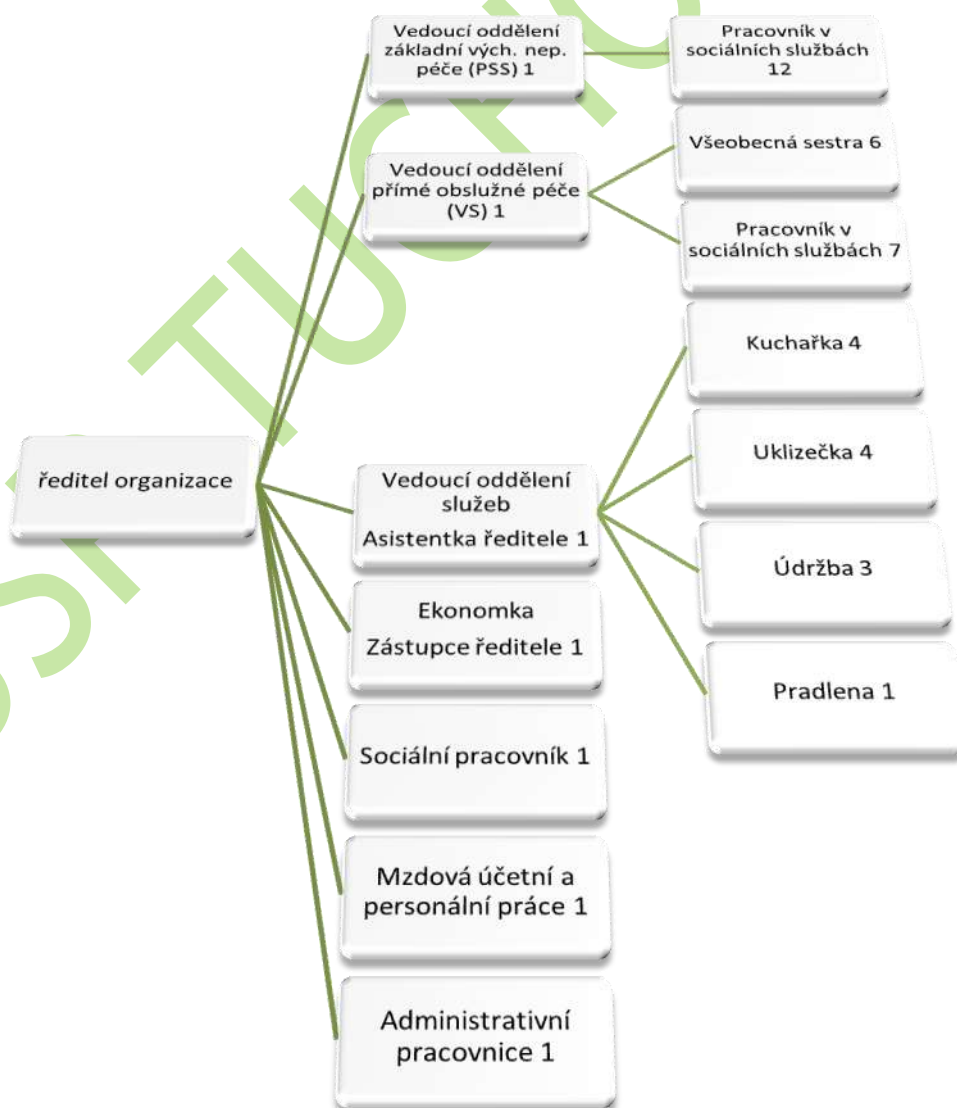 Vedoucí oddělení
základní vých. nep.
péče (PSS) 1
Pracovník v
sociálních službách
12
Vedoucí oddělení
přímé obslužné péče
(VS) 1
Všeobecná sestra 6
Pracovník v
sociálních službách 7
ředitel organizace
Vedoucí oddělení
služeb
Asistentka ředitele 1
Kuchařka 4
Uklizečka 4
Údržba 3
Pradlena 1
Ekonomka
Zástupce ředitele 1
Sociální pracovník 1
Mzdová účetní a
personální práce 1
Administrativní
pracovnice 1